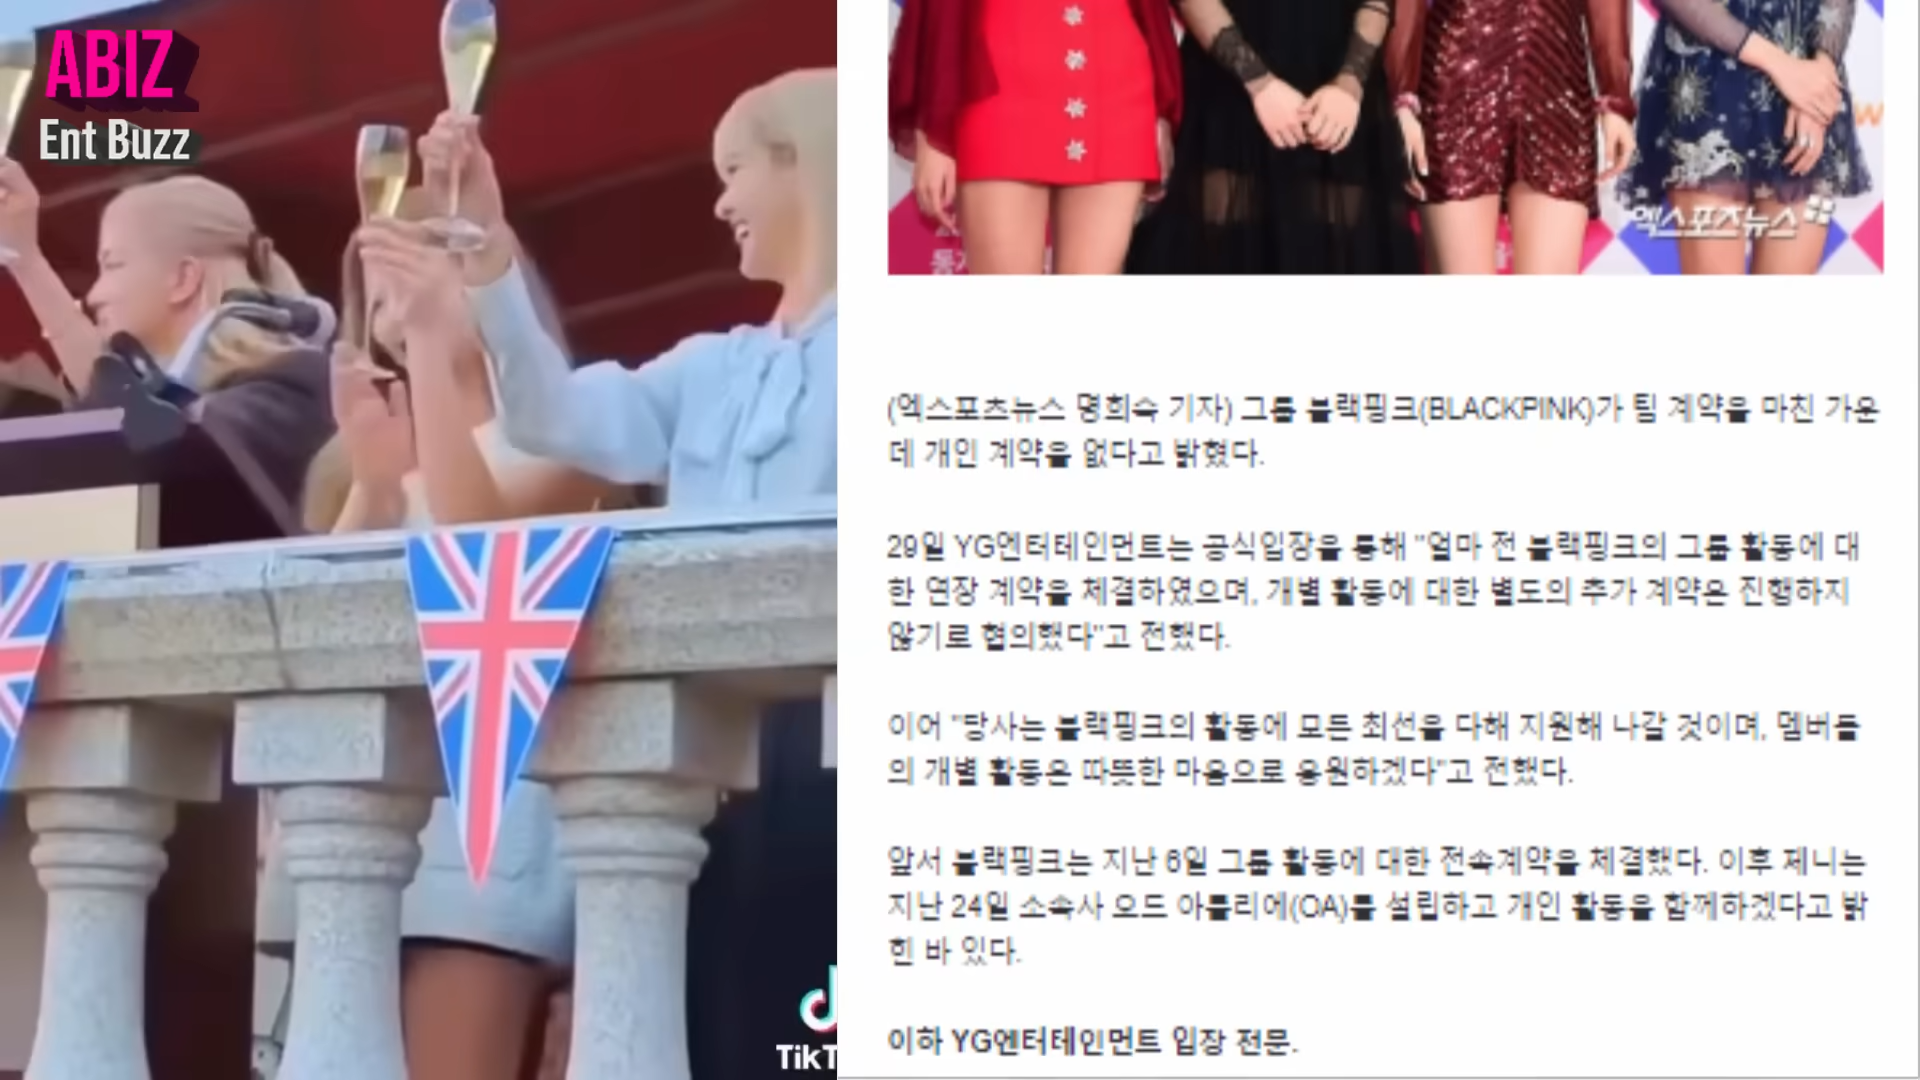 ABIZ
Ent Buzz
엑스포츠뉴스
(엑스포츠뉴스 명희숙 기자) 그룹 블랙핑크(BLACKPINK)가 팀 계약을 마친 가운
데 개인 계약을 없다고 밝혔다.
29일 YG엔터테인먼트는 공식입장을 통해 "얼마 전 블랙핑크의 그룹 활동에 대
한 연장 계약을 체결하였으며, 개별 활동에 대한 별도의 추가 계약은 진행하지
않기로 협의했다"고 전했다.
이어 "당사는 블랙핑크의 활동에 모든 최선을 다해 지원해 나갈 것이며, 멤버들
의 개별 활동은 따뜻한 마음으로 응원하겠다"고 전했다.
앞서 블랙핑크는 지난 6일 그룹 활동에 대한 전속계약을 체결했다. 이후 제니는
지난 24일 소속사 오드 아틀리에(OA)를 설립하고 개인 활동을 함께하겠다고 밝
힌 바 있다.
이하 YG엔터테인먼트 입장 전문.
TikT